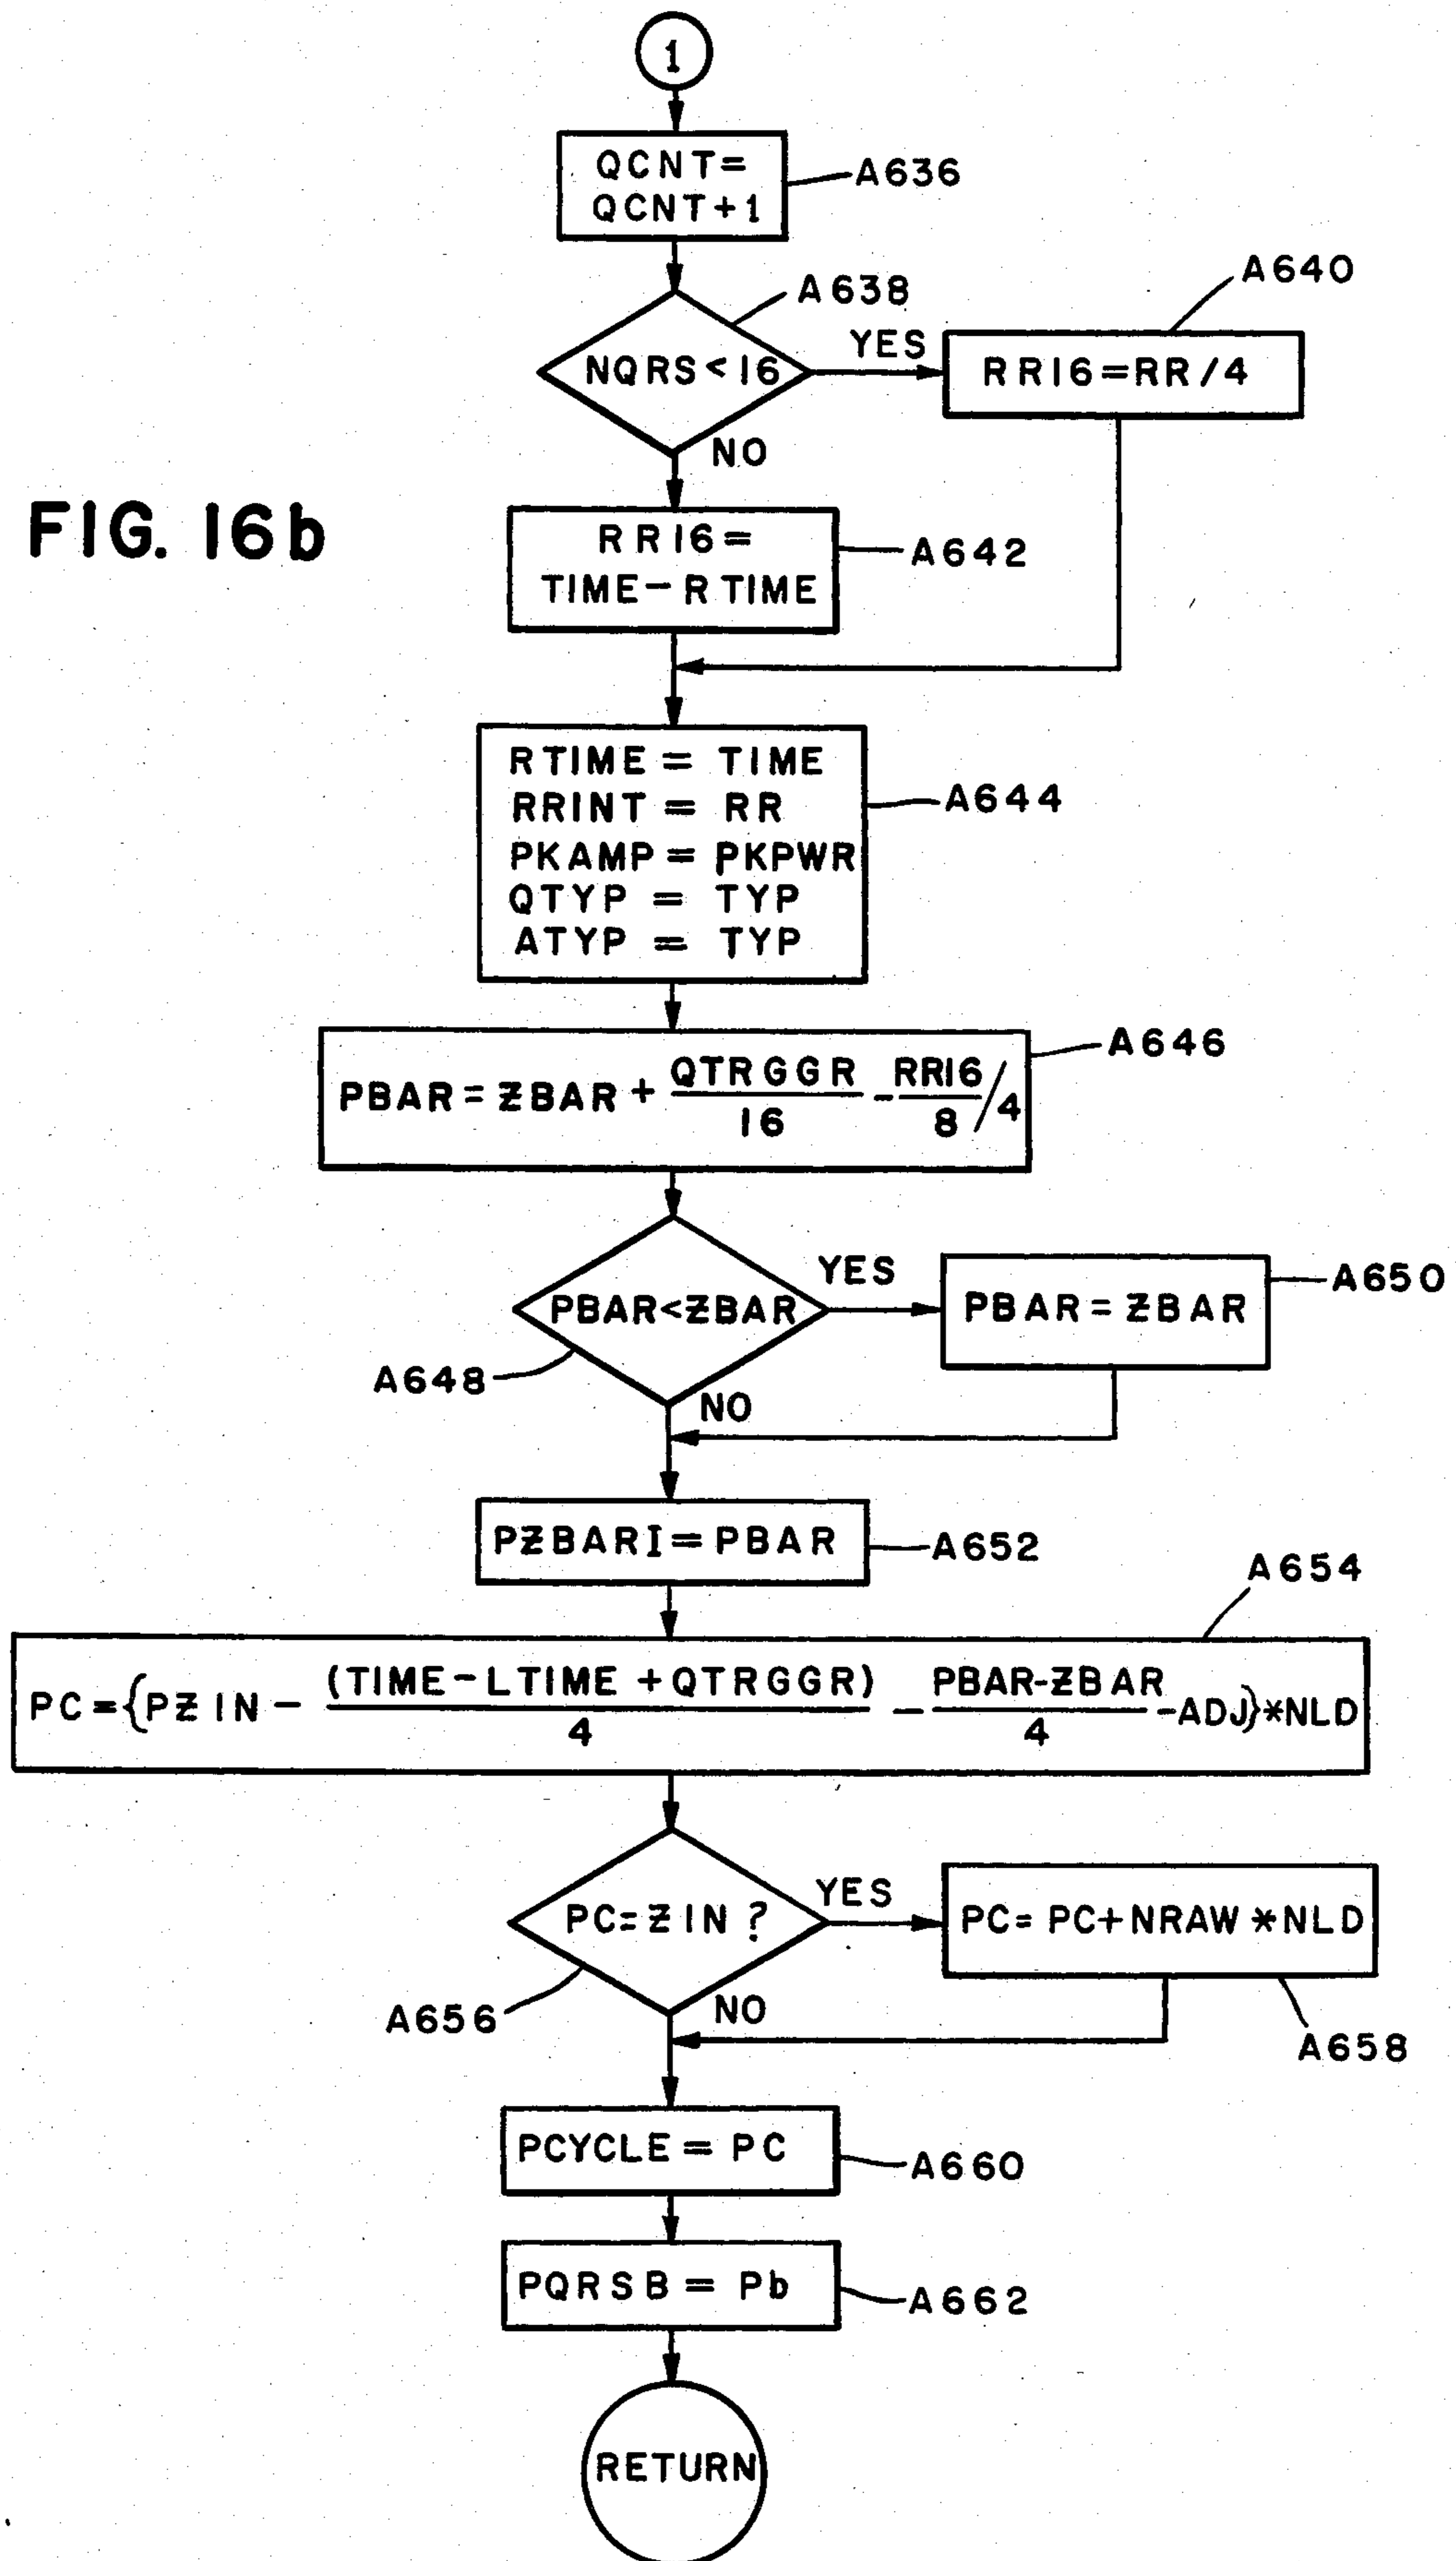 1
QCNT=
QCNT+1
A636
A638
A640
NQRS<16
YES
RR16=RR/4
NO
FIG. 16b
RR16=
TIME-RTIME
A642
RTIME = TIME
RRINT = RR
PKAMP = PKPWR
QTYP = TYP
ATYP = TYP
A644
A646
PBAR = ƵBAR + QTRGGR/16 - RR16/8/4
PBAR<ƵBAR
YES
PBAR = ƵBAR
A650
A648
NO
PƵBARI = PBAR
A652
A654
PC={PƵIN - (TIME-LTIME+QTRGGR)/4 - PBAR-ƵBAR/4 -ADJ}*NLD
PC=ƵIN?
YES
PC= PC+NRAW*NLD
A656
NO
A658
PCYCLE = PC
A660
PQRSB = Pb
A662
RETURN